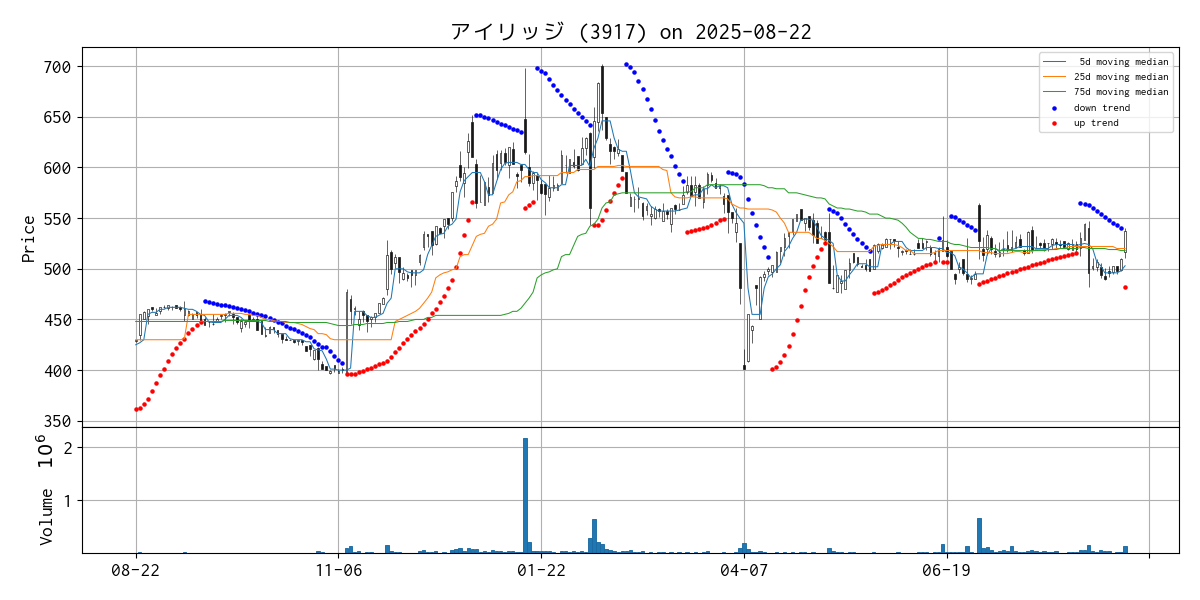 アイリッジ (3917) on 2025-08-22
5d moving median
25d moving median
75d moving median
down trend
up trend
Price
700
650
600
550
500
450
400
350
Volume 10⁶
2
1
08-22 11-06 01-22 04-07 06-19